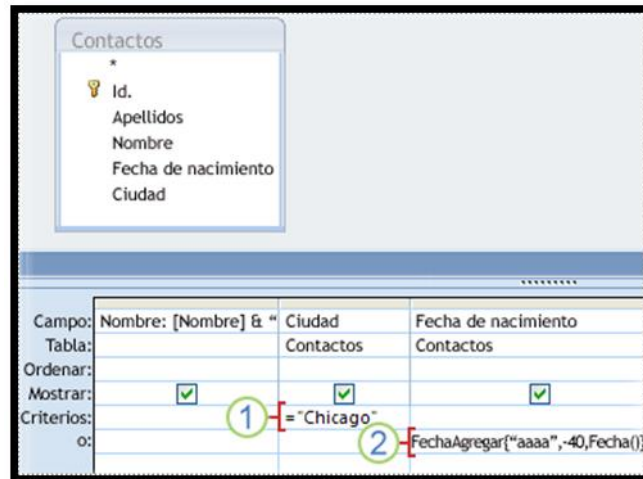 Contactos
*
Id.
Apellidos
Nombre
Fecha de nacimiento
Ciudad
Campo: Nombre: [Nombre] & “ Ciudad Fecha de nacimiento
Tabla: Contactos Contactos
Ordenar:
Mostrar:
Criterios: 1 ="Chicago"
o: 2 FechaAgregar{“aaaa”,-40,Fecha()}